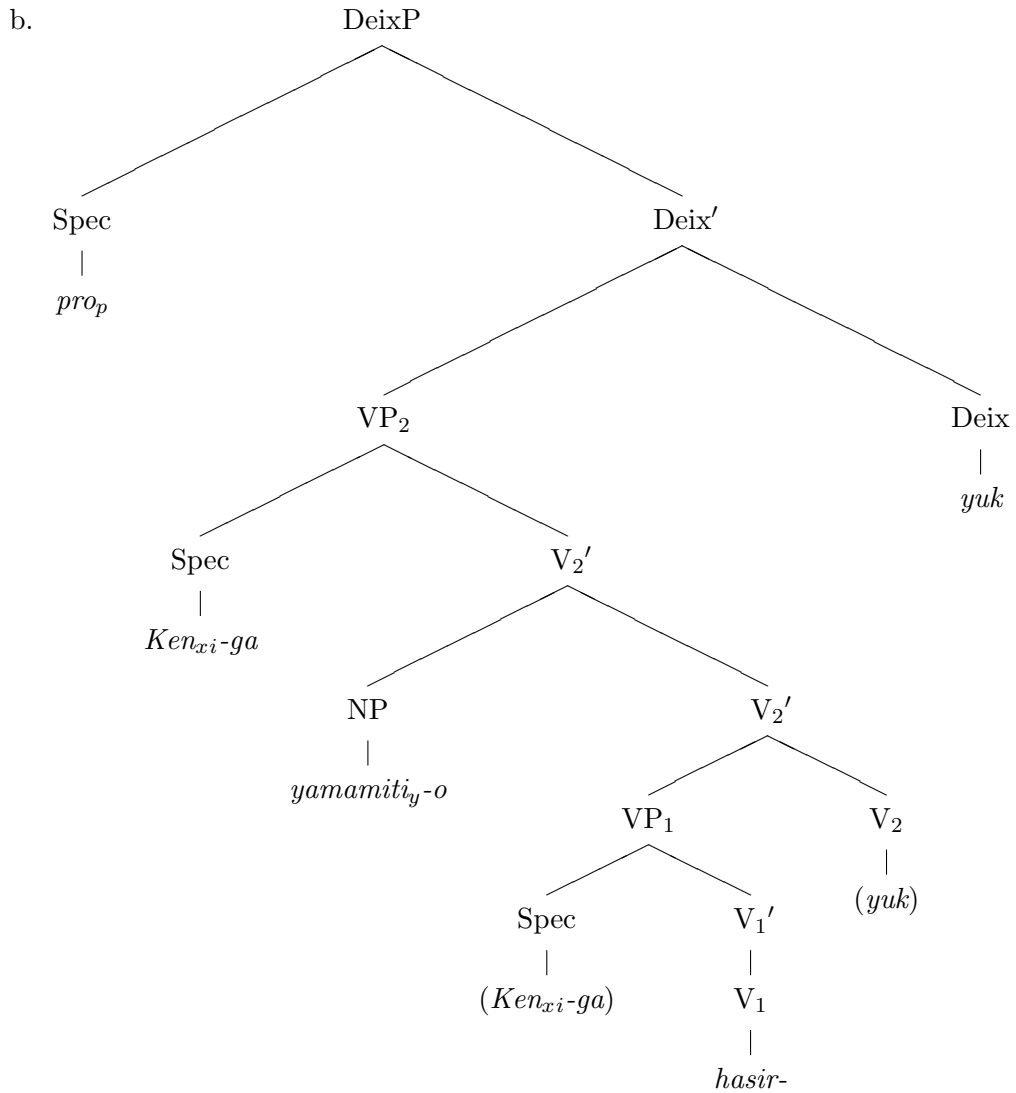 b. DeixP
Spec Deix′
pro_p
VP₂ Deix
yuk
Spec V₂′
Ken_xi-ga
NP V₂′
yamamiti_y-o
VP₁ V₂
(yuk)
Spec V₁′
(Ken_xi-ga) V₁
hasir-